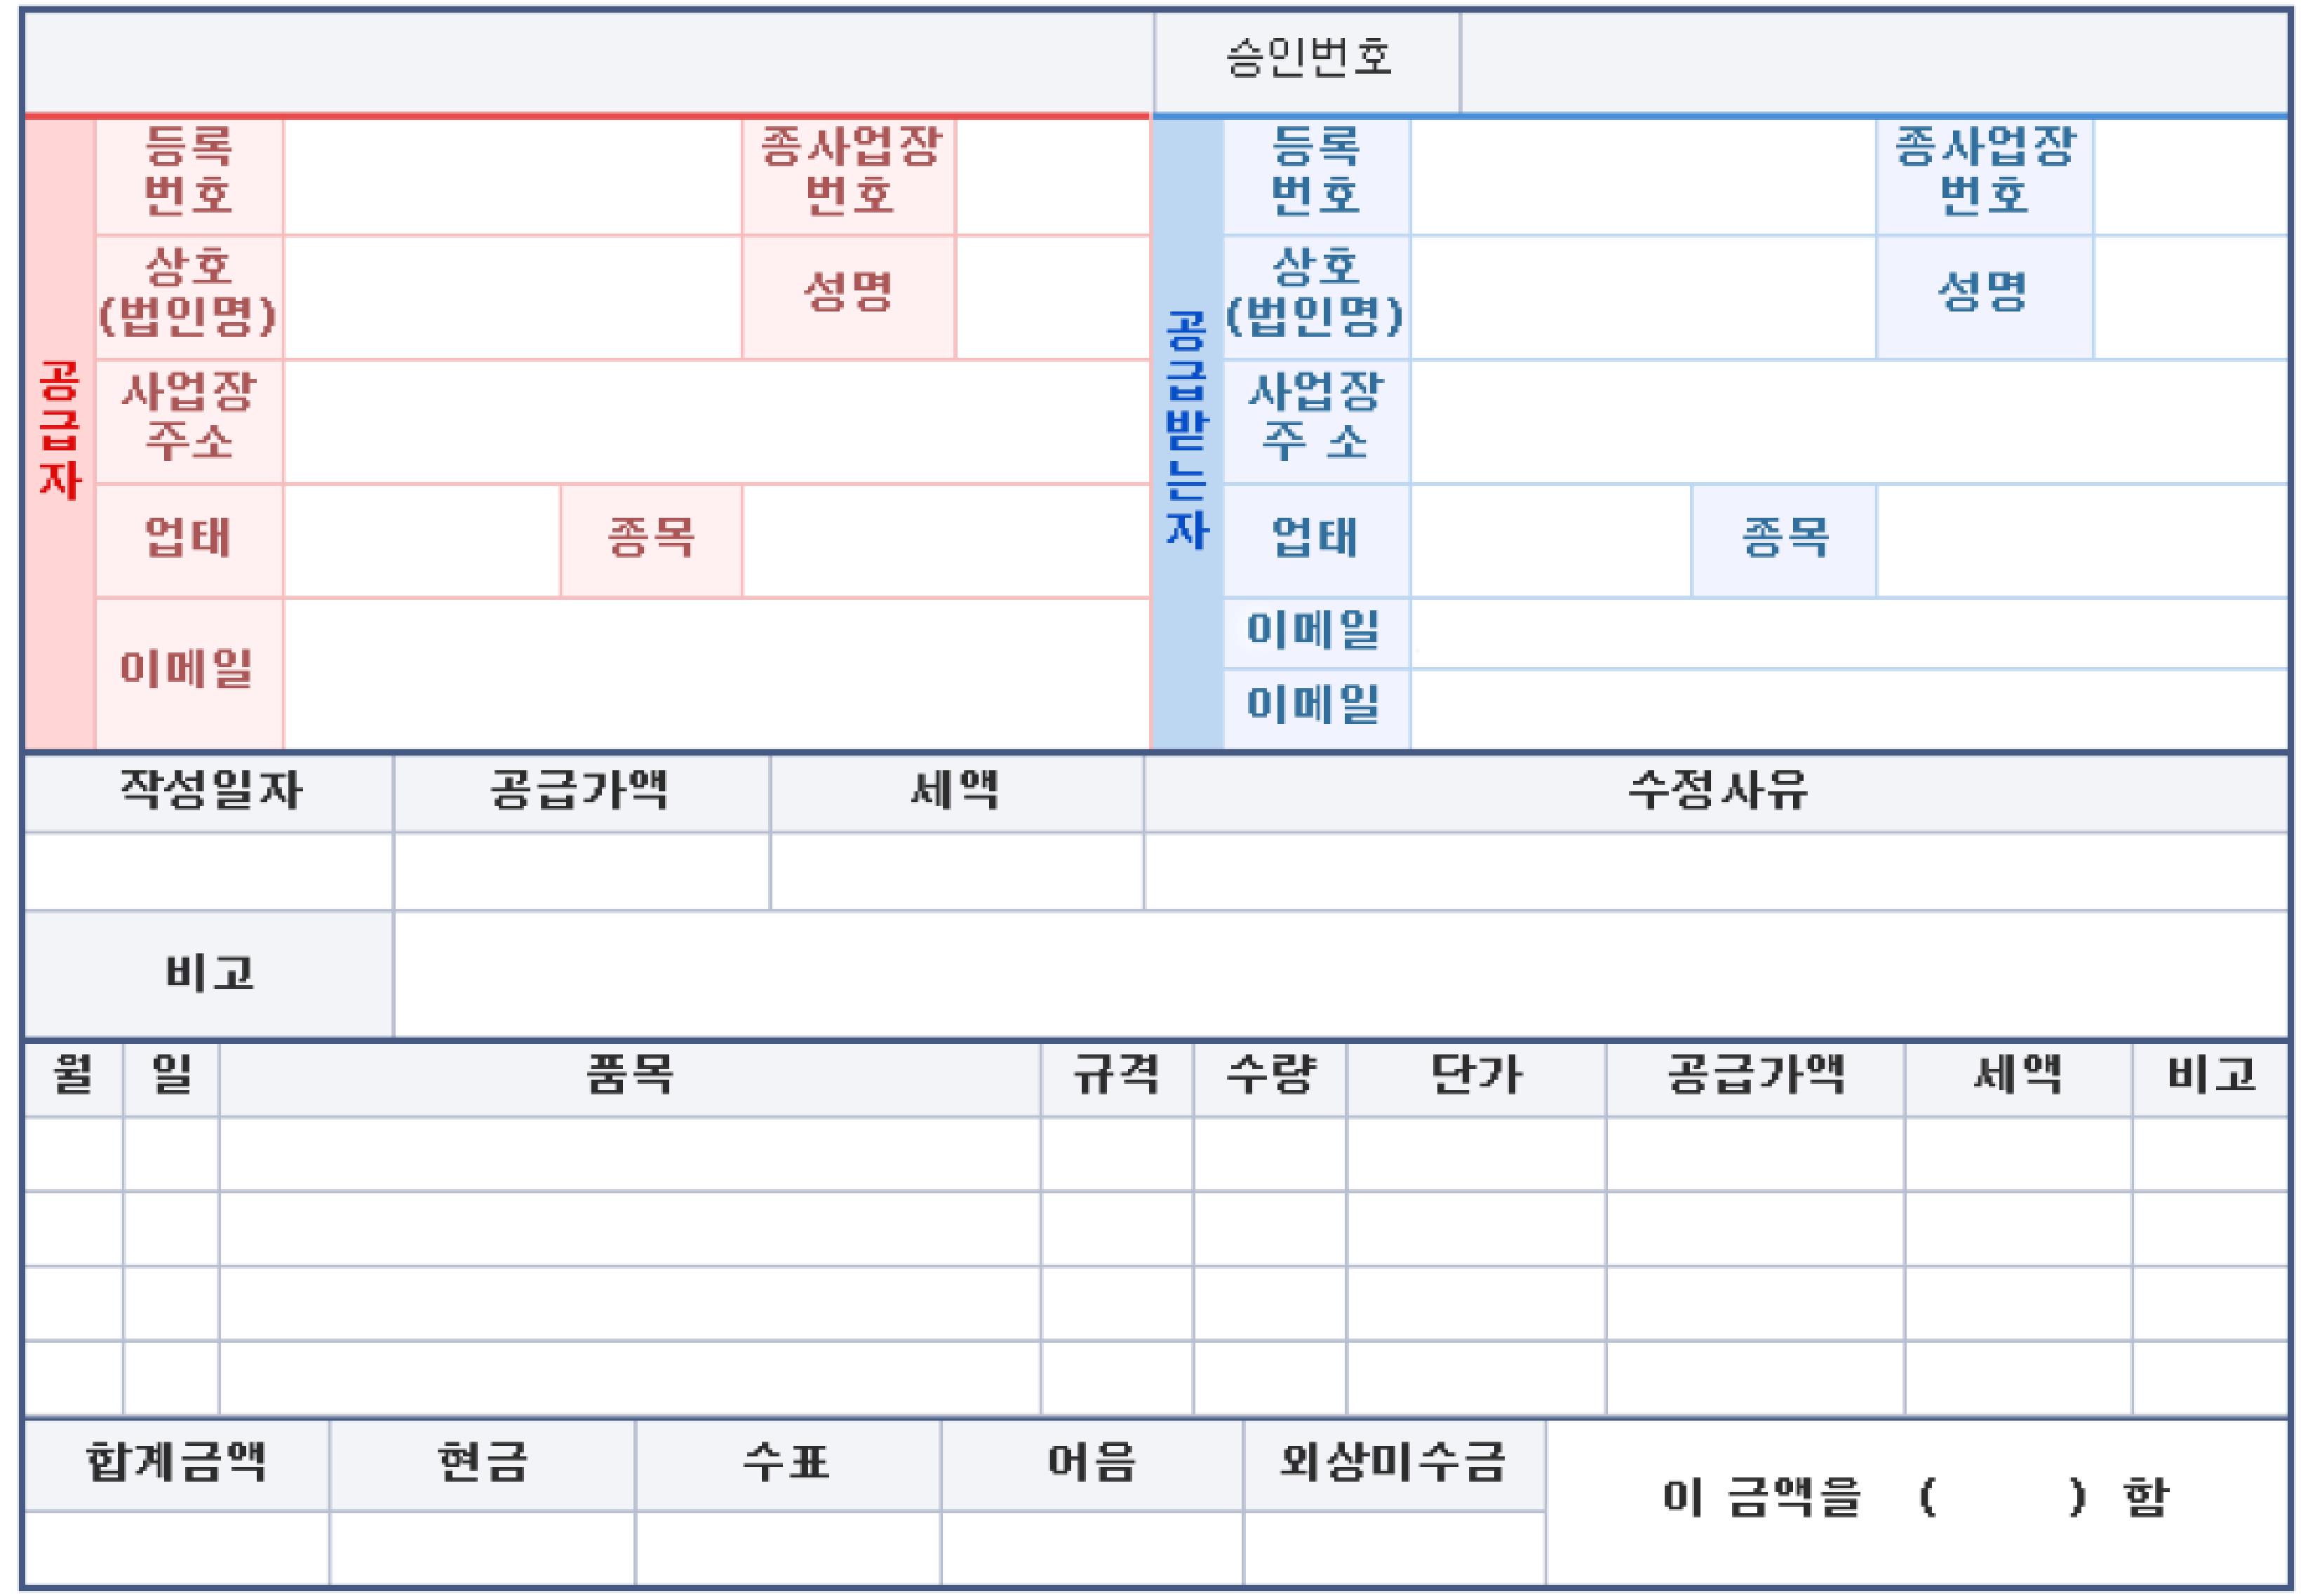 승인번호
공급자
등록
번호
종사업장
번호
상호
(법인명)
성명
사업장
주소
업태
종목
이메일
공급받는자
등록
번호
종사업장
번호
상호
(법인명)
성명
사업장
주 소
업태
종목
이메일
이메일
작성일자 공급가액 세액 수정사유
비고
월 일 품목 규격 수량 단가 공급가액 세액 비고
합계금액 현금 수표 어음 외상미수금
이 금액을 ( ) 함